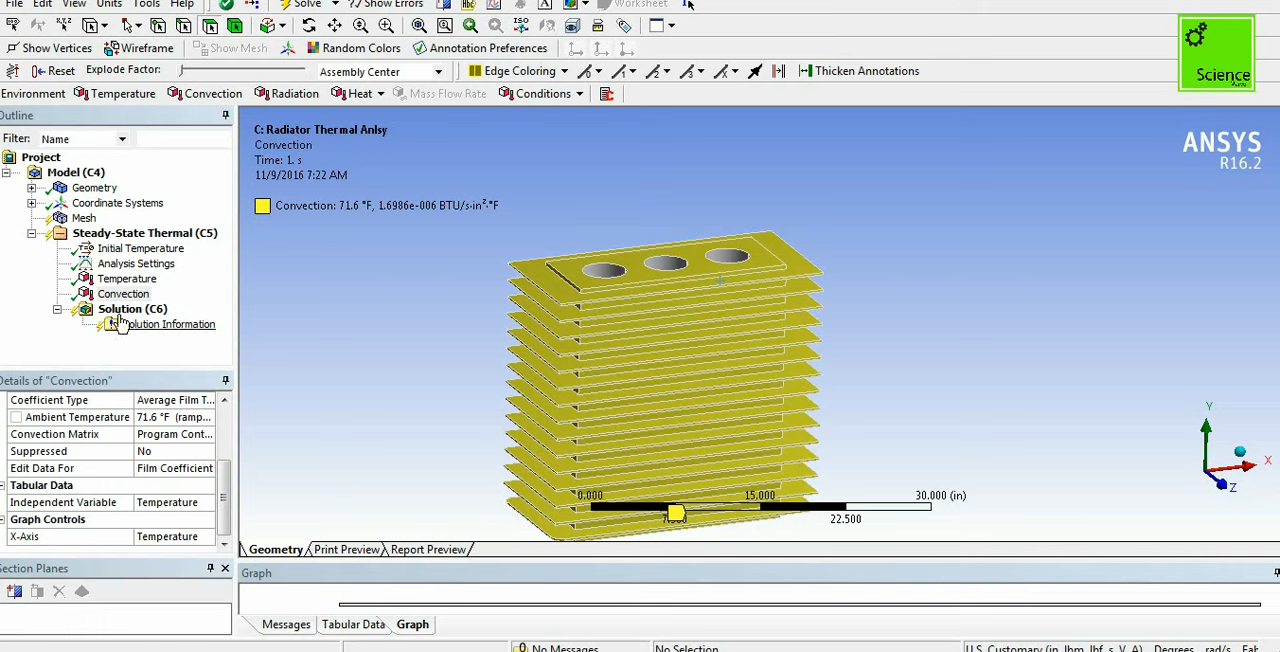 File Edit View Units Tools Help Solve Show Errors Worksheet
Show Vertices Wireframe Show Mesh Random Colors Annotation Preferences
Reset Explode Factor: Assembly Center Edge Coloring Thicken Annotations
Environment Temperature Convection Radiation Heat Mass Flow Rate Conditions
Science
Outline
Filter: Name
Project
Model (C4)
Geometry
Coordinate Systems
Mesh
Steady-State Thermal (C5)
Initial Temperature
Analysis Settings
Temperature
Convection
Solution (C6)
olution Information
C: Radiator Thermal Anlsy
Convection
Time: 1. s
11/9/2016 7:22 AM
Convection: 71.6 °F, 1.6986e-006 BTU/s·in²·°F
ANSYS
R16.2
Details of "Convection"
Coefficient Type Average Film T...
Ambient Temperature 71.6 °F (ramp...
Convection Matrix Program Cont...
Suppressed No
Edit Data For Film Coefficient
Tabular Data
Independent Variable Temperature
Graph Controls
X-Axis Temperature
0.000 15.000 30.000 (in)
7.500 22.500
Y
X
Z
Geometry Print Preview Report Preview
Section Planes
Graph
Messages Tabular Data Graph
0 No Messages No Selection U.S. Customary (in, lbm, lbf, s, V, A) Degrees rad/s Fah